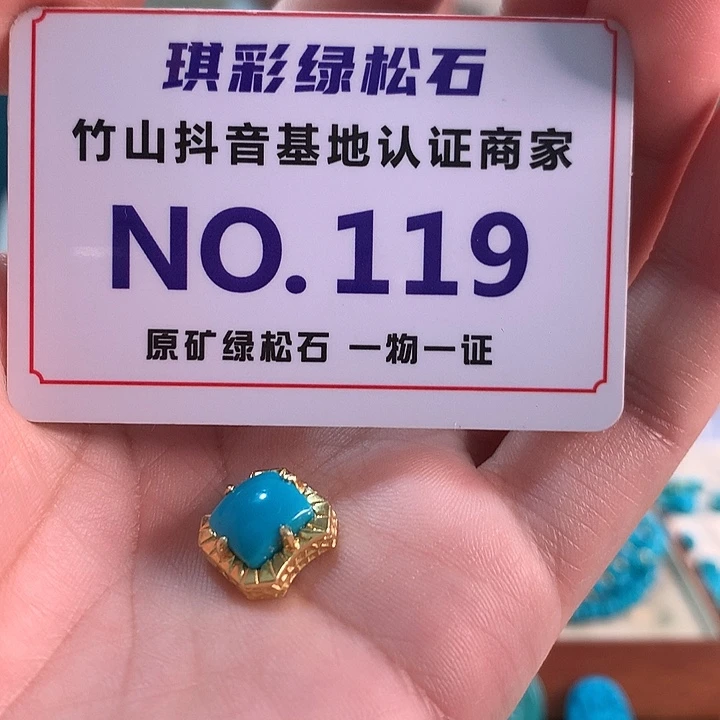 琪彩绿松石
竹山抖音基地认证商家
NO.119
原矿绿松石 一物一证